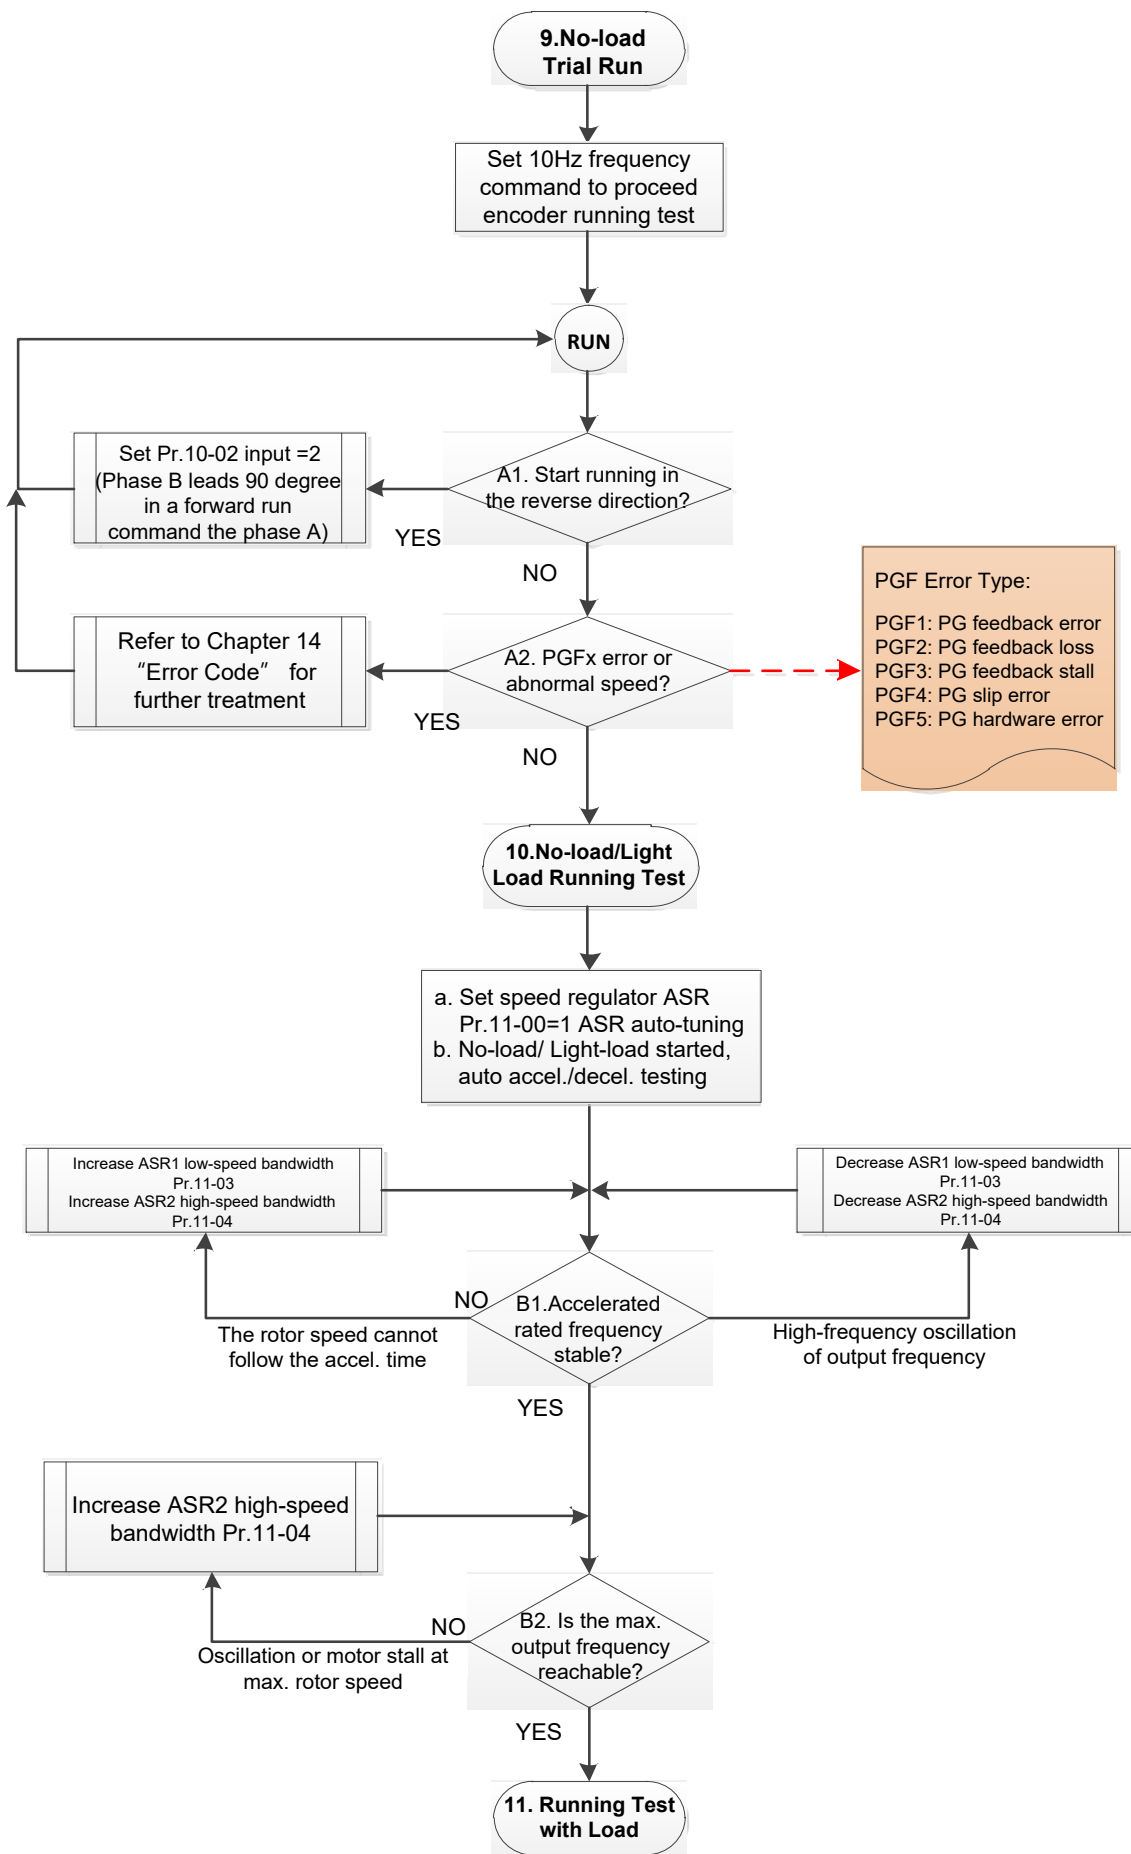 9.No-load
Trial Run
Set 10Hz frequency
command to proceed
encoder running test
RUN
Set Pr.10-02 input =2
(Phase B leads 90 degree
in a forward run
command the phase A)
A1. Start running in
the reverse direction?
YES
NO
PGF Error Type:
PGF1: PG feedback error
PGF2: PG feedback loss
PGF3: PG feedback stall
PGF4: PG slip error
PGF5: PG hardware error
Refer to Chapter 14
“Error Code” for
further treatment
A2. PGFx error or
abnormal speed?
YES
NO
10.No-load/Light
Load Running Test
a. Set speed regulator ASR
Pr.11-00=1 ASR auto-tuning
b. No-load/ Light-load started,
auto accel./decel. testing
Increase ASR1 low-speed bandwidth
Pr.11-03
Increase ASR2 high-speed bandwidth
Pr.11-04
Decrease ASR1 low-speed bandwidth
Pr.11-03
Decrease ASR2 high-speed bandwidth
Pr.11-04
NO
B1.Accelerated
rated frequency
stable?
The rotor speed cannot
follow the accel. time
High-frequency oscillation
of output frequency
YES
Increase ASR2 high-speed
bandwidth Pr.11-04
NO
B2. Is the max.
output frequency
reachable?
Oscillation or motor stall at
max. rotor speed
YES
11. Running Test
with Load